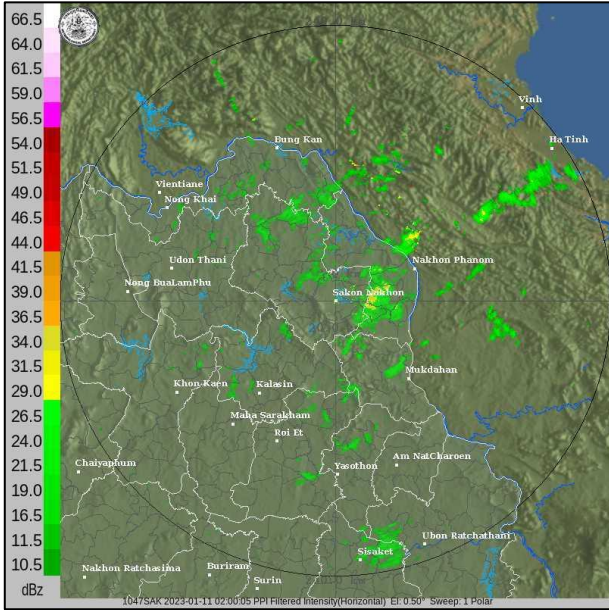 66.5
64.0
61.5
59.0
56.5
54.0
51.5
49.0
46.5
44.0
41.5
39.0
36.5
34.0
31.5
29.0
26.5
24.0
21.5
19.0
16.5
14.0
11.5
10.5
dBz
Vinh
Ha Tinh
Bung Kan
Vientiane
Nong Khai
Udon Thani
Nakhon Phanom
Nong BuaLamPhu
Sakon Nakhon
Mukdahan
Khon Kaen
Kalasin
Maha Sarakham
Roi Et
Chaiyaphum
Yasothon
Am NatCharoen
Ubon Ratchathani
Sisaket
Nakhon Ratchasima
Buriram
Surin
1047SAK 2023-01-11 02:00:05 PPI Filtered Intensity(Horizontal) El: 0.50° Sweep: 1 Polar